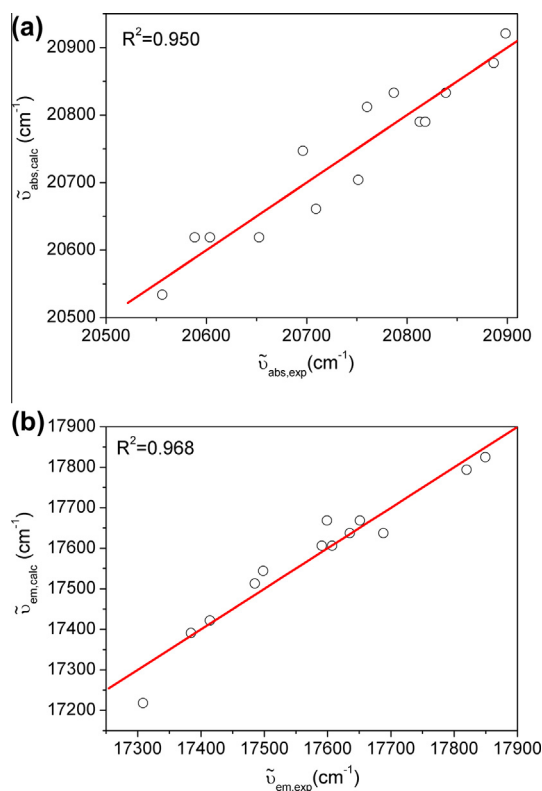 (a)
R²=0.950
20900
20800
20700
20600
20500
ῦabs,calc (cm⁻¹)
20500 20600 20700 20800 20900
ῦabs,exp(cm⁻¹)
(b)
R²=0.968
17900
17800
17700
17600
17500
17400
17300
17200
ῦem,calc (cm⁻¹)
17300 17400 17500 17600 17700 17800 17900
ῦem,exp(cm⁻¹)